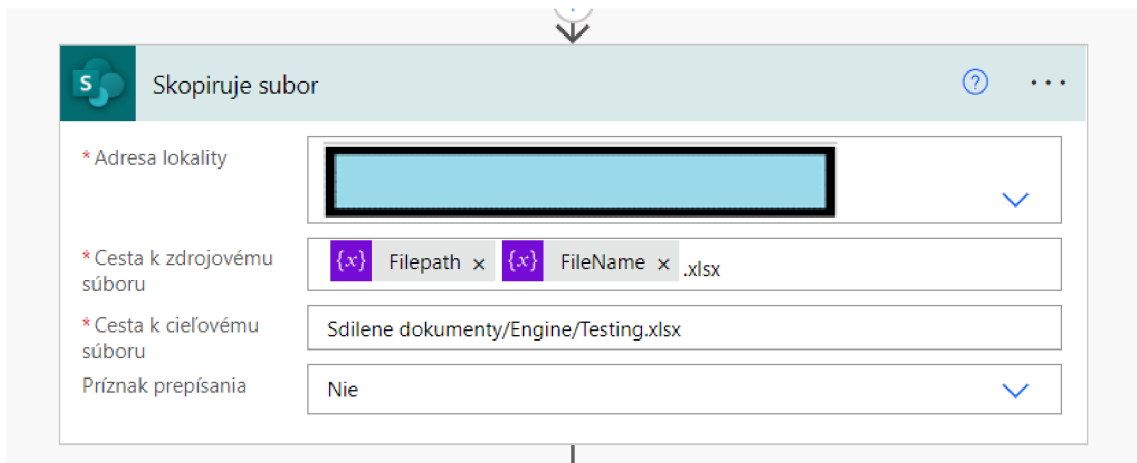 S
Skopiruje subor
?
* Adresa lokality
* Cesta k zdrojovému
súboru
{x} Filepath × {x} FileName × .xlsx
* Cesta k cieľovému
súboru
Sdilene dokumenty/Engine/Testing.xlsx
Príznak prepísania
Nie